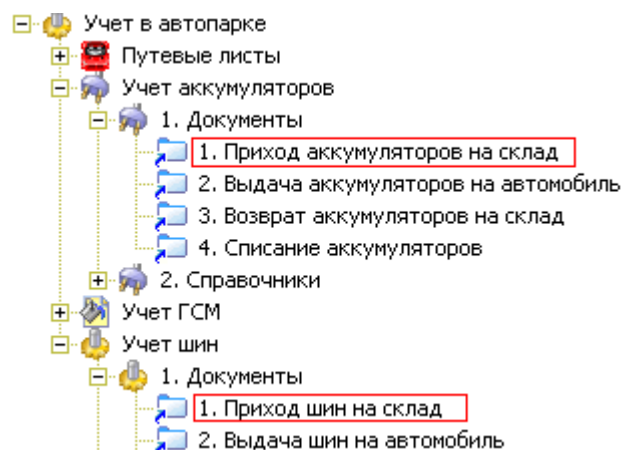 Учет в автопарке
Путевые листы
Учет аккумуляторов
1. Документы
1. Приход аккумуляторов на склад
2. Выдача аккумуляторов на автомобиль
3. Возврат аккумуляторов на склад
4. Списание аккумуляторов
2. Справочники
Учет ГСМ
Учет шин
1. Документы
1. Приход шин на склад
2. Выдача шин на автомобиль